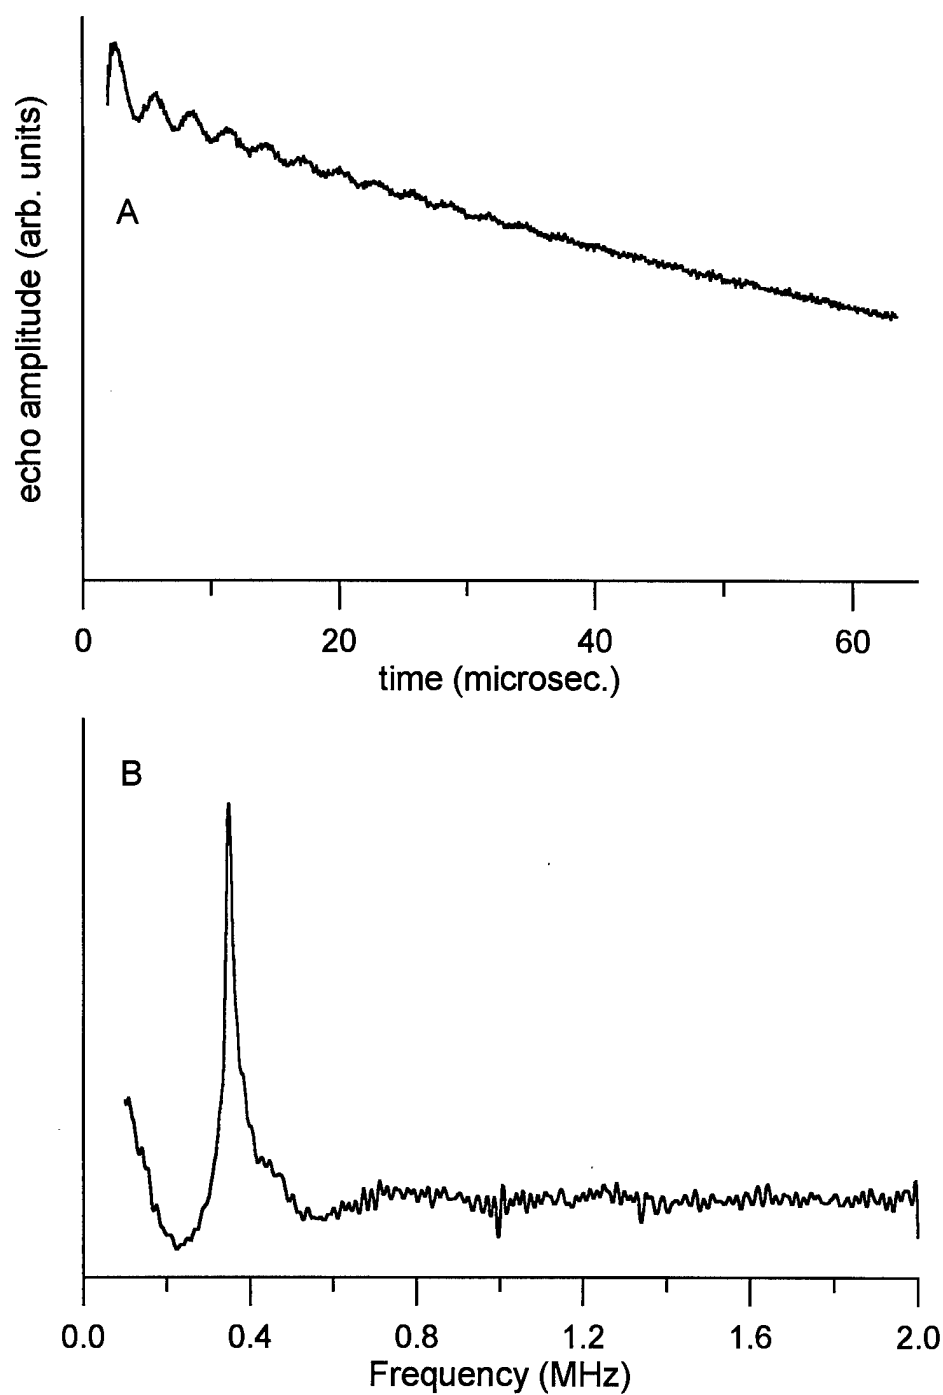 echo amplitude (arb. units)
A
0 20 40 60
time (microsec.)
B
0.0 0.4 0.8 1.2 1.6 2.0
Frequency (MHz)